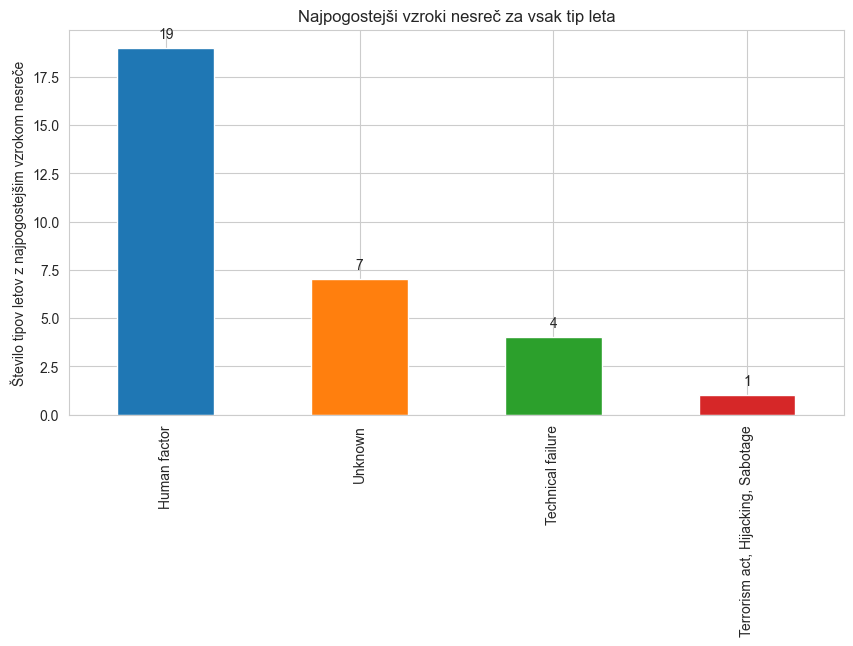 Najpogostejši vzroki nesreč za vsak tip leta
Število tipov letov z najpogostejšim vzrokom nesreče
17.5
15.0
12.5
10.0
7.5
5.0
2.5
0.0
19
7
4
1
Human factor
Unknown
Technical failure
Terrorism act, Hijacking, Sabotage